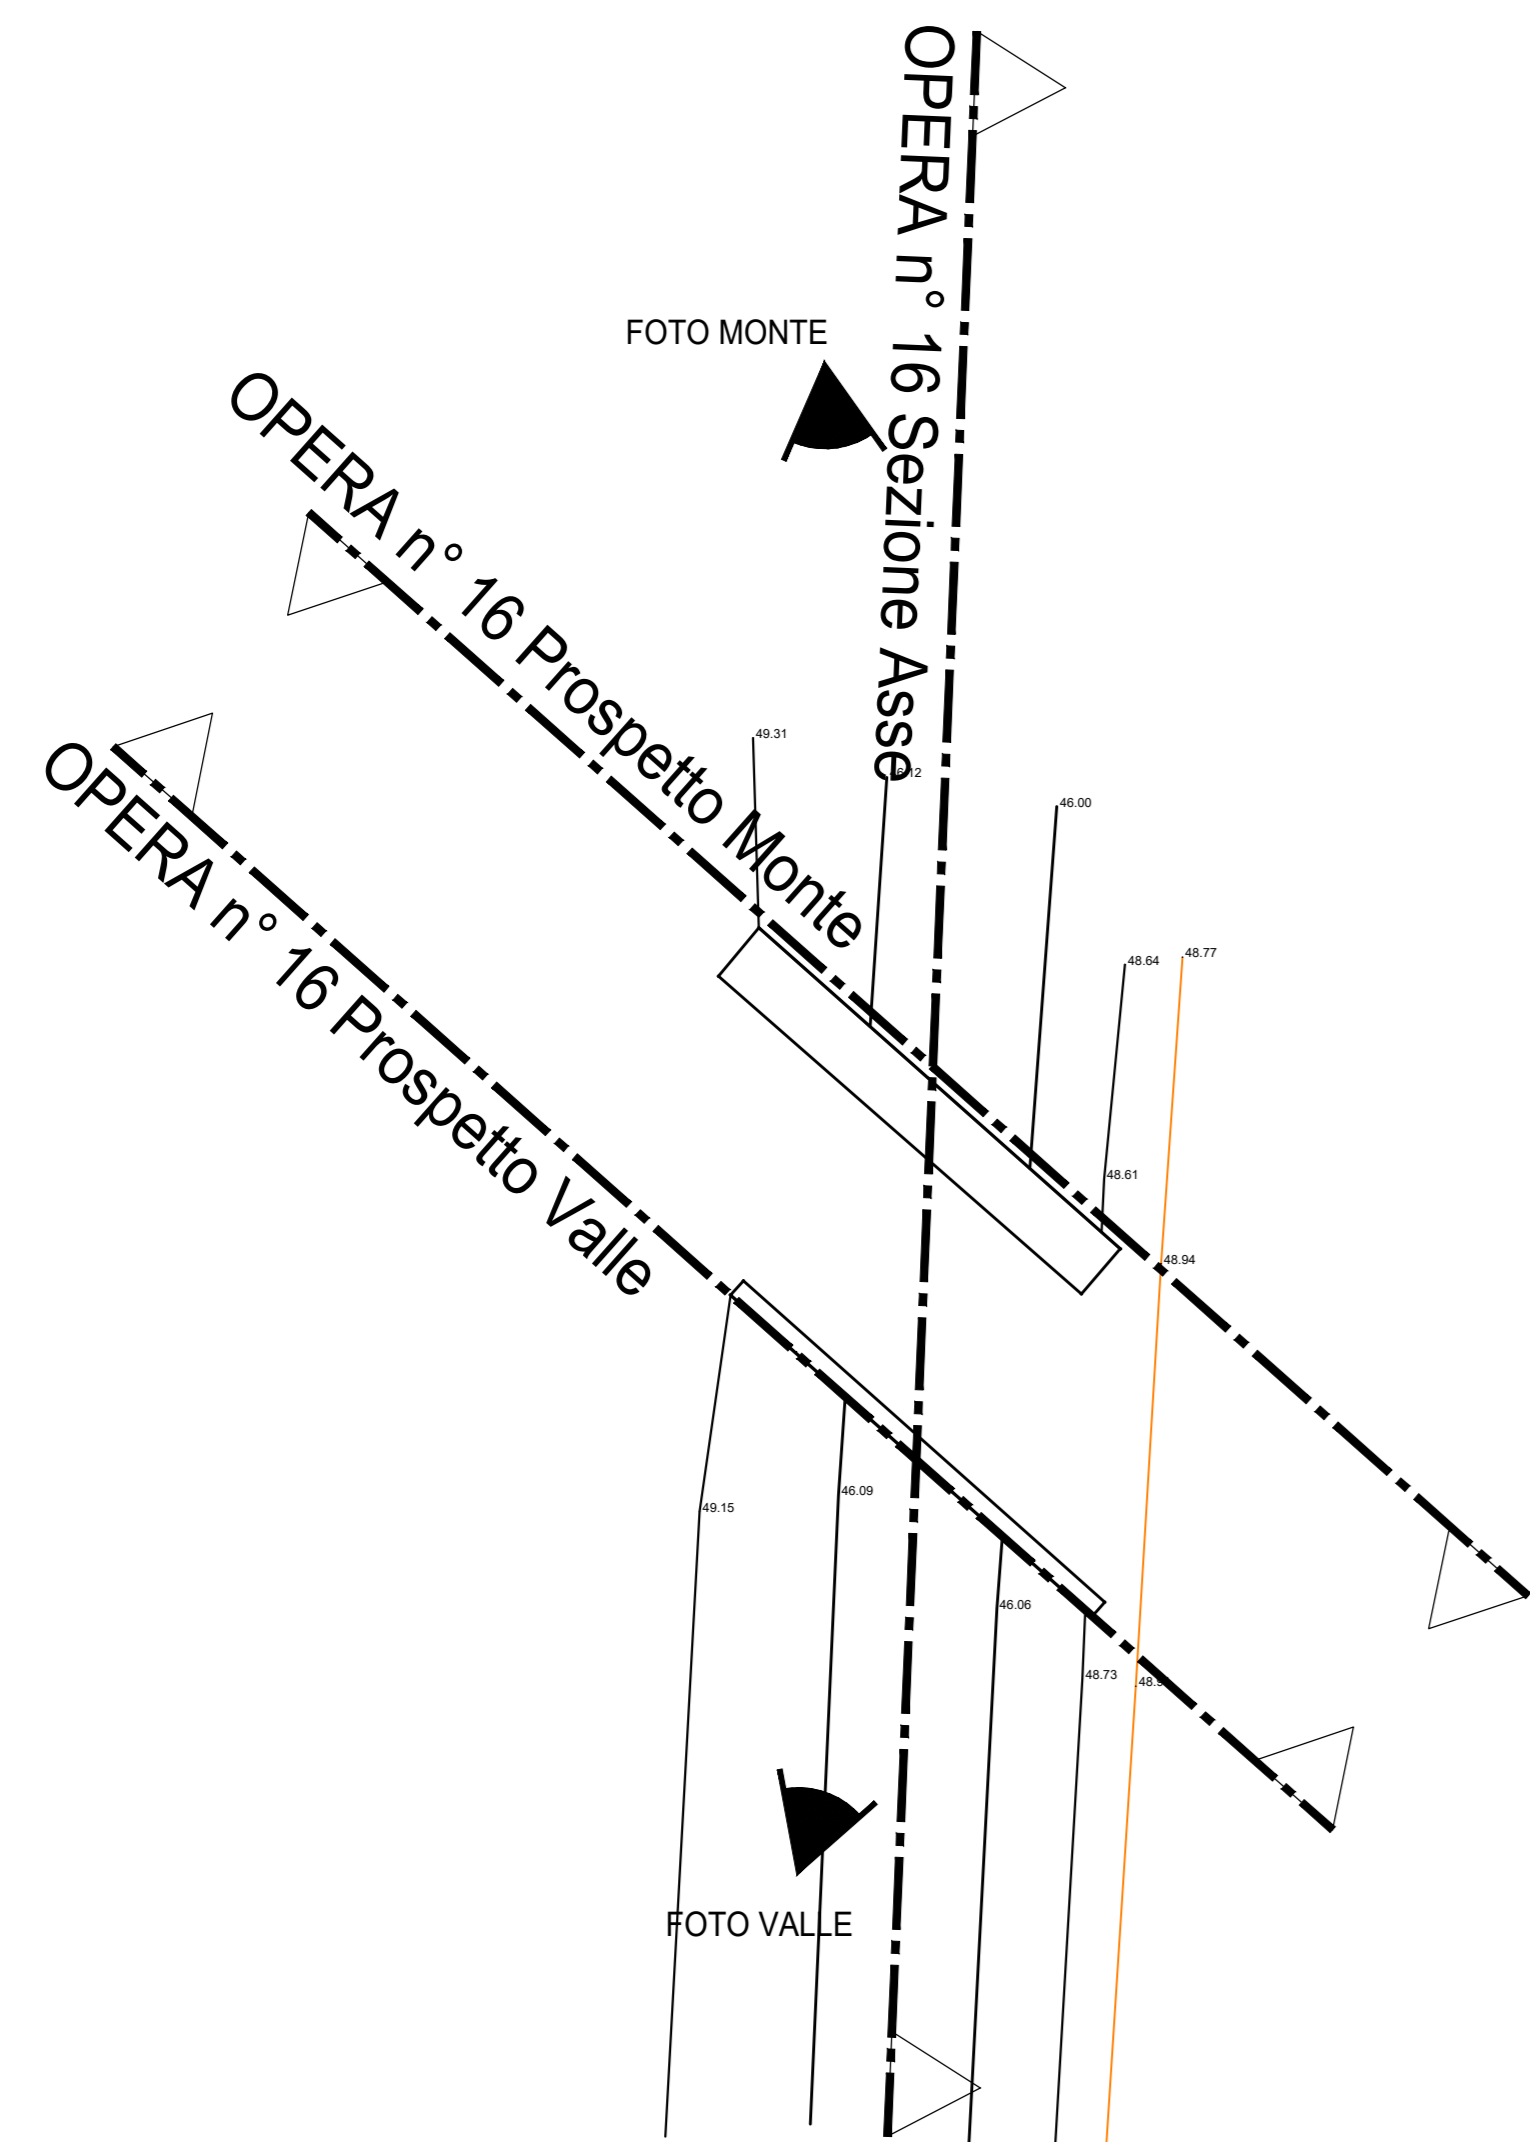 OPERA n° 16 Sezione Asse
FOTO MONTE
OPERA n° 16 Prospetto Monte
OPERA n° 16 Prospetto Valle
49.31
46.00
48.64
48.77
48.61
48.94
49.15
46.09
46.06
48.73
FOTO VALLE